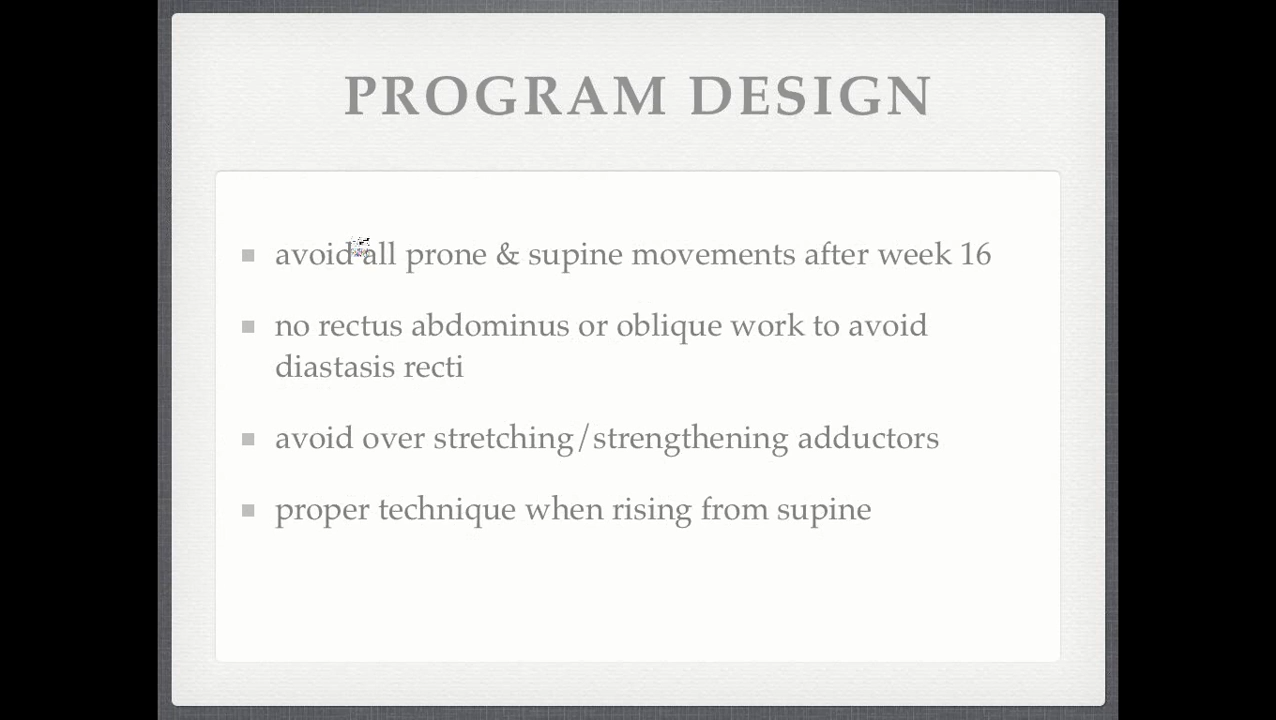 PROGRAM DESIGN
avoid all prone & supine movements after week 16
no rectus abdominus or oblique work to avoid
diastasis recti
avoid over stretching/strengthening adductors
proper technique when rising from supine